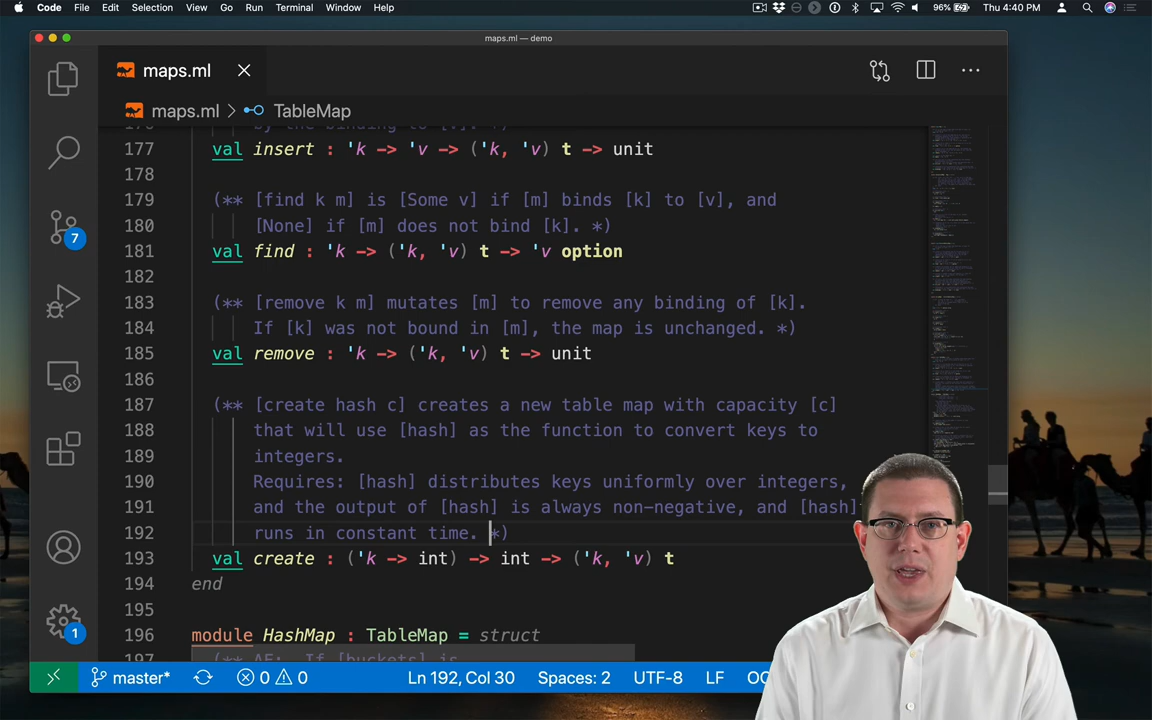 Code File Edit Selection View Go Run Terminal Window Help 96% Thu 4:40 PM
maps.ml — demo
maps.ml
maps.ml > TableMap
177 val insert : 'k -> 'v -> ('k, 'v) t -> unit
178
179 (** [find k m] is [Some v] if [m] binds [k] to [v], and
180 [None] if [m] does not bind [k]. *)
181 val find : 'k -> ('k, 'v) t -> 'v option
182
183 (** [remove k m] mutates [m] to remove any binding of [k].
184 If [k] was not bound in [m], the map is unchanged. *)
185 val remove : 'k -> ('k, 'v) t -> unit
186
187 (** [create hash c] creates a new table map with capacity [c]
188 that will use [hash] as the function to convert keys to
189 integers.
190 Requires: [hash] distributes keys uniformly over integers,
191 and the output of [hash] is always non-negative, and [hash]
192 runs in constant time. *)
193 val create : ('k -> int) -> int -> ('k, 'v) t
194 end
195
196 module HashMap : TableMap = struct
197 (** AF: If [buckets] is
7
1
master* 0 0 Ln 192, Col 30 Spaces: 2 UTF-8 LF OC